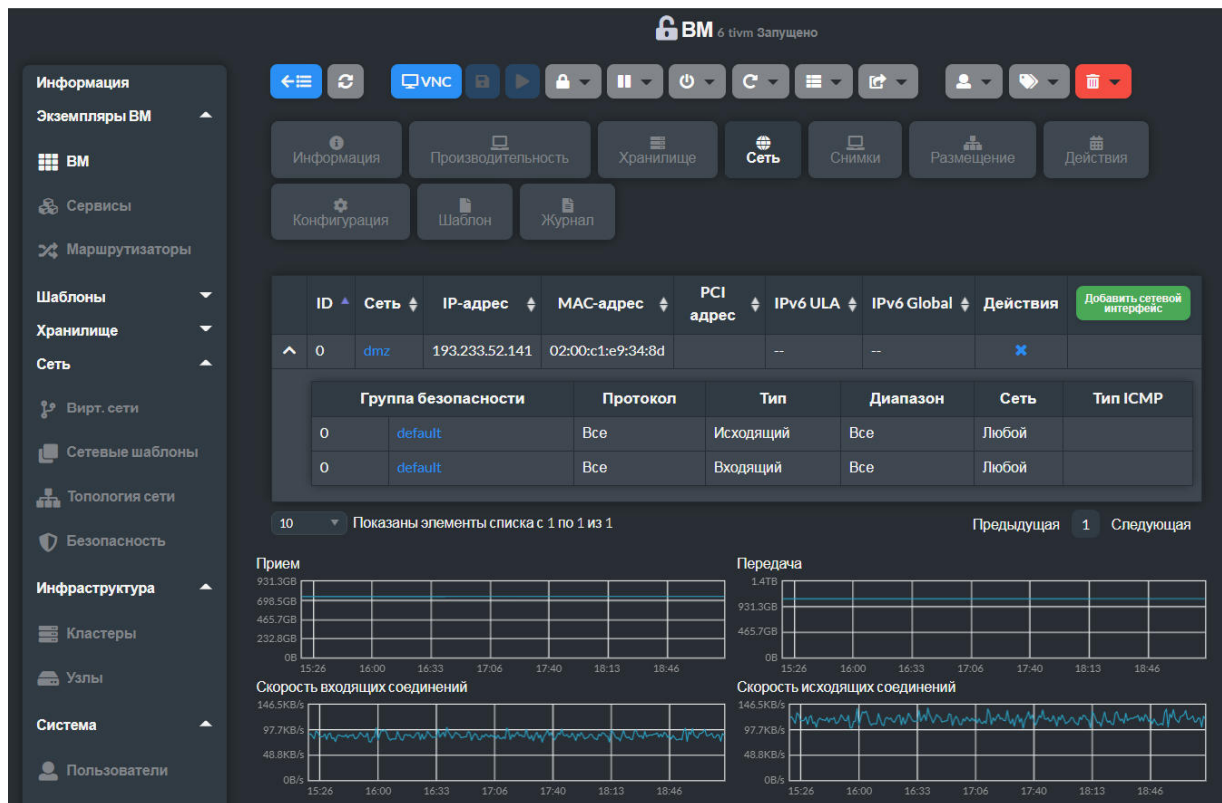 ВМ 6 tivm Запущено
Информация
Экземпляры ВМ
ВМ
Сервисы
Маршрутизаторы
Шаблоны
Хранилище
Сеть
Вирт. сети
Сетевые шаблоны
Топология сети
Безопасность
Инфраструктура
Кластеры
Узлы
Система
Пользователи
VNC
Информация Производительность Хранилище Сеть Снимки Размещение Действия
Конфигурация Шаблон Журнал
ID Сеть IP-адрес MAC-адрес PCI адрес IPv6 ULA IPv6 Global Действия Добавить сетевой интерфейс
0 dmz 193.233.52.141 02:00:c1:e9:34:8d -- --
Группа безопасности Протокол Тип Диапазон Сеть Тип ICMP
0 default Все Исходящий Все Любой
0 default Все Входящий Все Любой
10 Показаны элементы списка с 1 по 1 из 1 Предыдущая 1 Следующая
Прием
931.3GB
698.5GB
465.7GB
232.8GB
0B
15:26 16:00 16:33 17:06 17:40 18:13 18:46
Передача
1.4TB
931.3GB
465.7GB
0B
15:26 16:00 16:33 17:06 17:40 18:13 18:46
Скорость входящих соединений
146.5KB/s
97.7KB/s
48.8KB/s
0B/s
15:26 16:00 16:33 17:06 17:40 18:13 18:46
Скорость исходящих соединений
146.5KB/s
97.7KB/s
48.8KB/s
0B/s
15:26 16:00 16:33 17:06 17:40 18:13 18:46